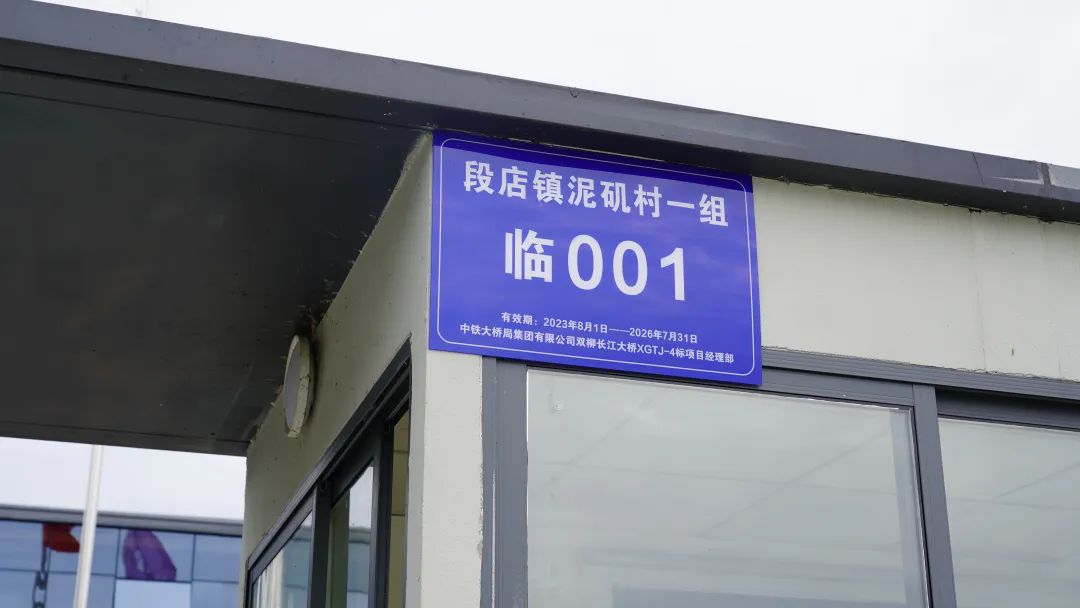 段店镇泥矶村一组
临001
有效期：2023年8月1日——2026年7月31日
中铁大桥局集团有限公司双柳长江大桥XGTJ-4标项目经理部